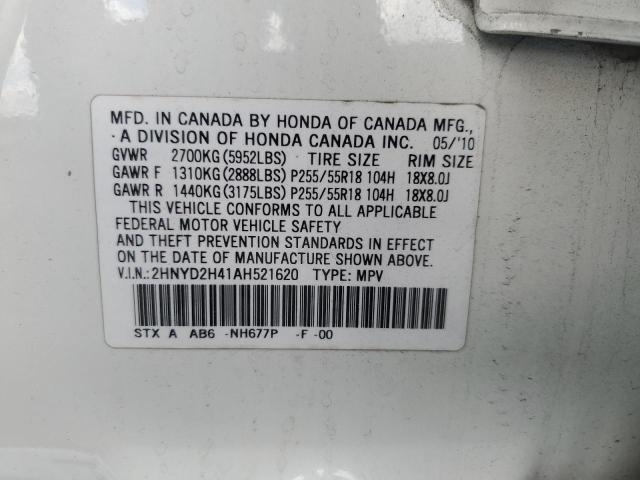 MFD. IN CANADA BY HONDA OF CANADA MFG.,
A DIVISION OF HONDA CANADA INC. 05/'10
GVWR 2700KG(5952LBS) TIRE SIZE RIM SIZE
GAWR F 1310KG(2888LBS)P255/55R18 104H 18X8.0J
GAWR R 1440KG(3175LBS)P255/55R18 104H 18X8.0J
THIS VEHICLE CONFORMS TO ALL APPLICABLE
FEDERAL MOTOR VEHICLE SAFETY
AND THEFT PREVENTION STANDARDS IN EFFECT
ON THE DATE OF MANUFACTURE SHOWN ABOVE.
V.I.N.:2HNYD2H41AH521620 TYPE: MPV
STX A AB6 -NH677P -F -00